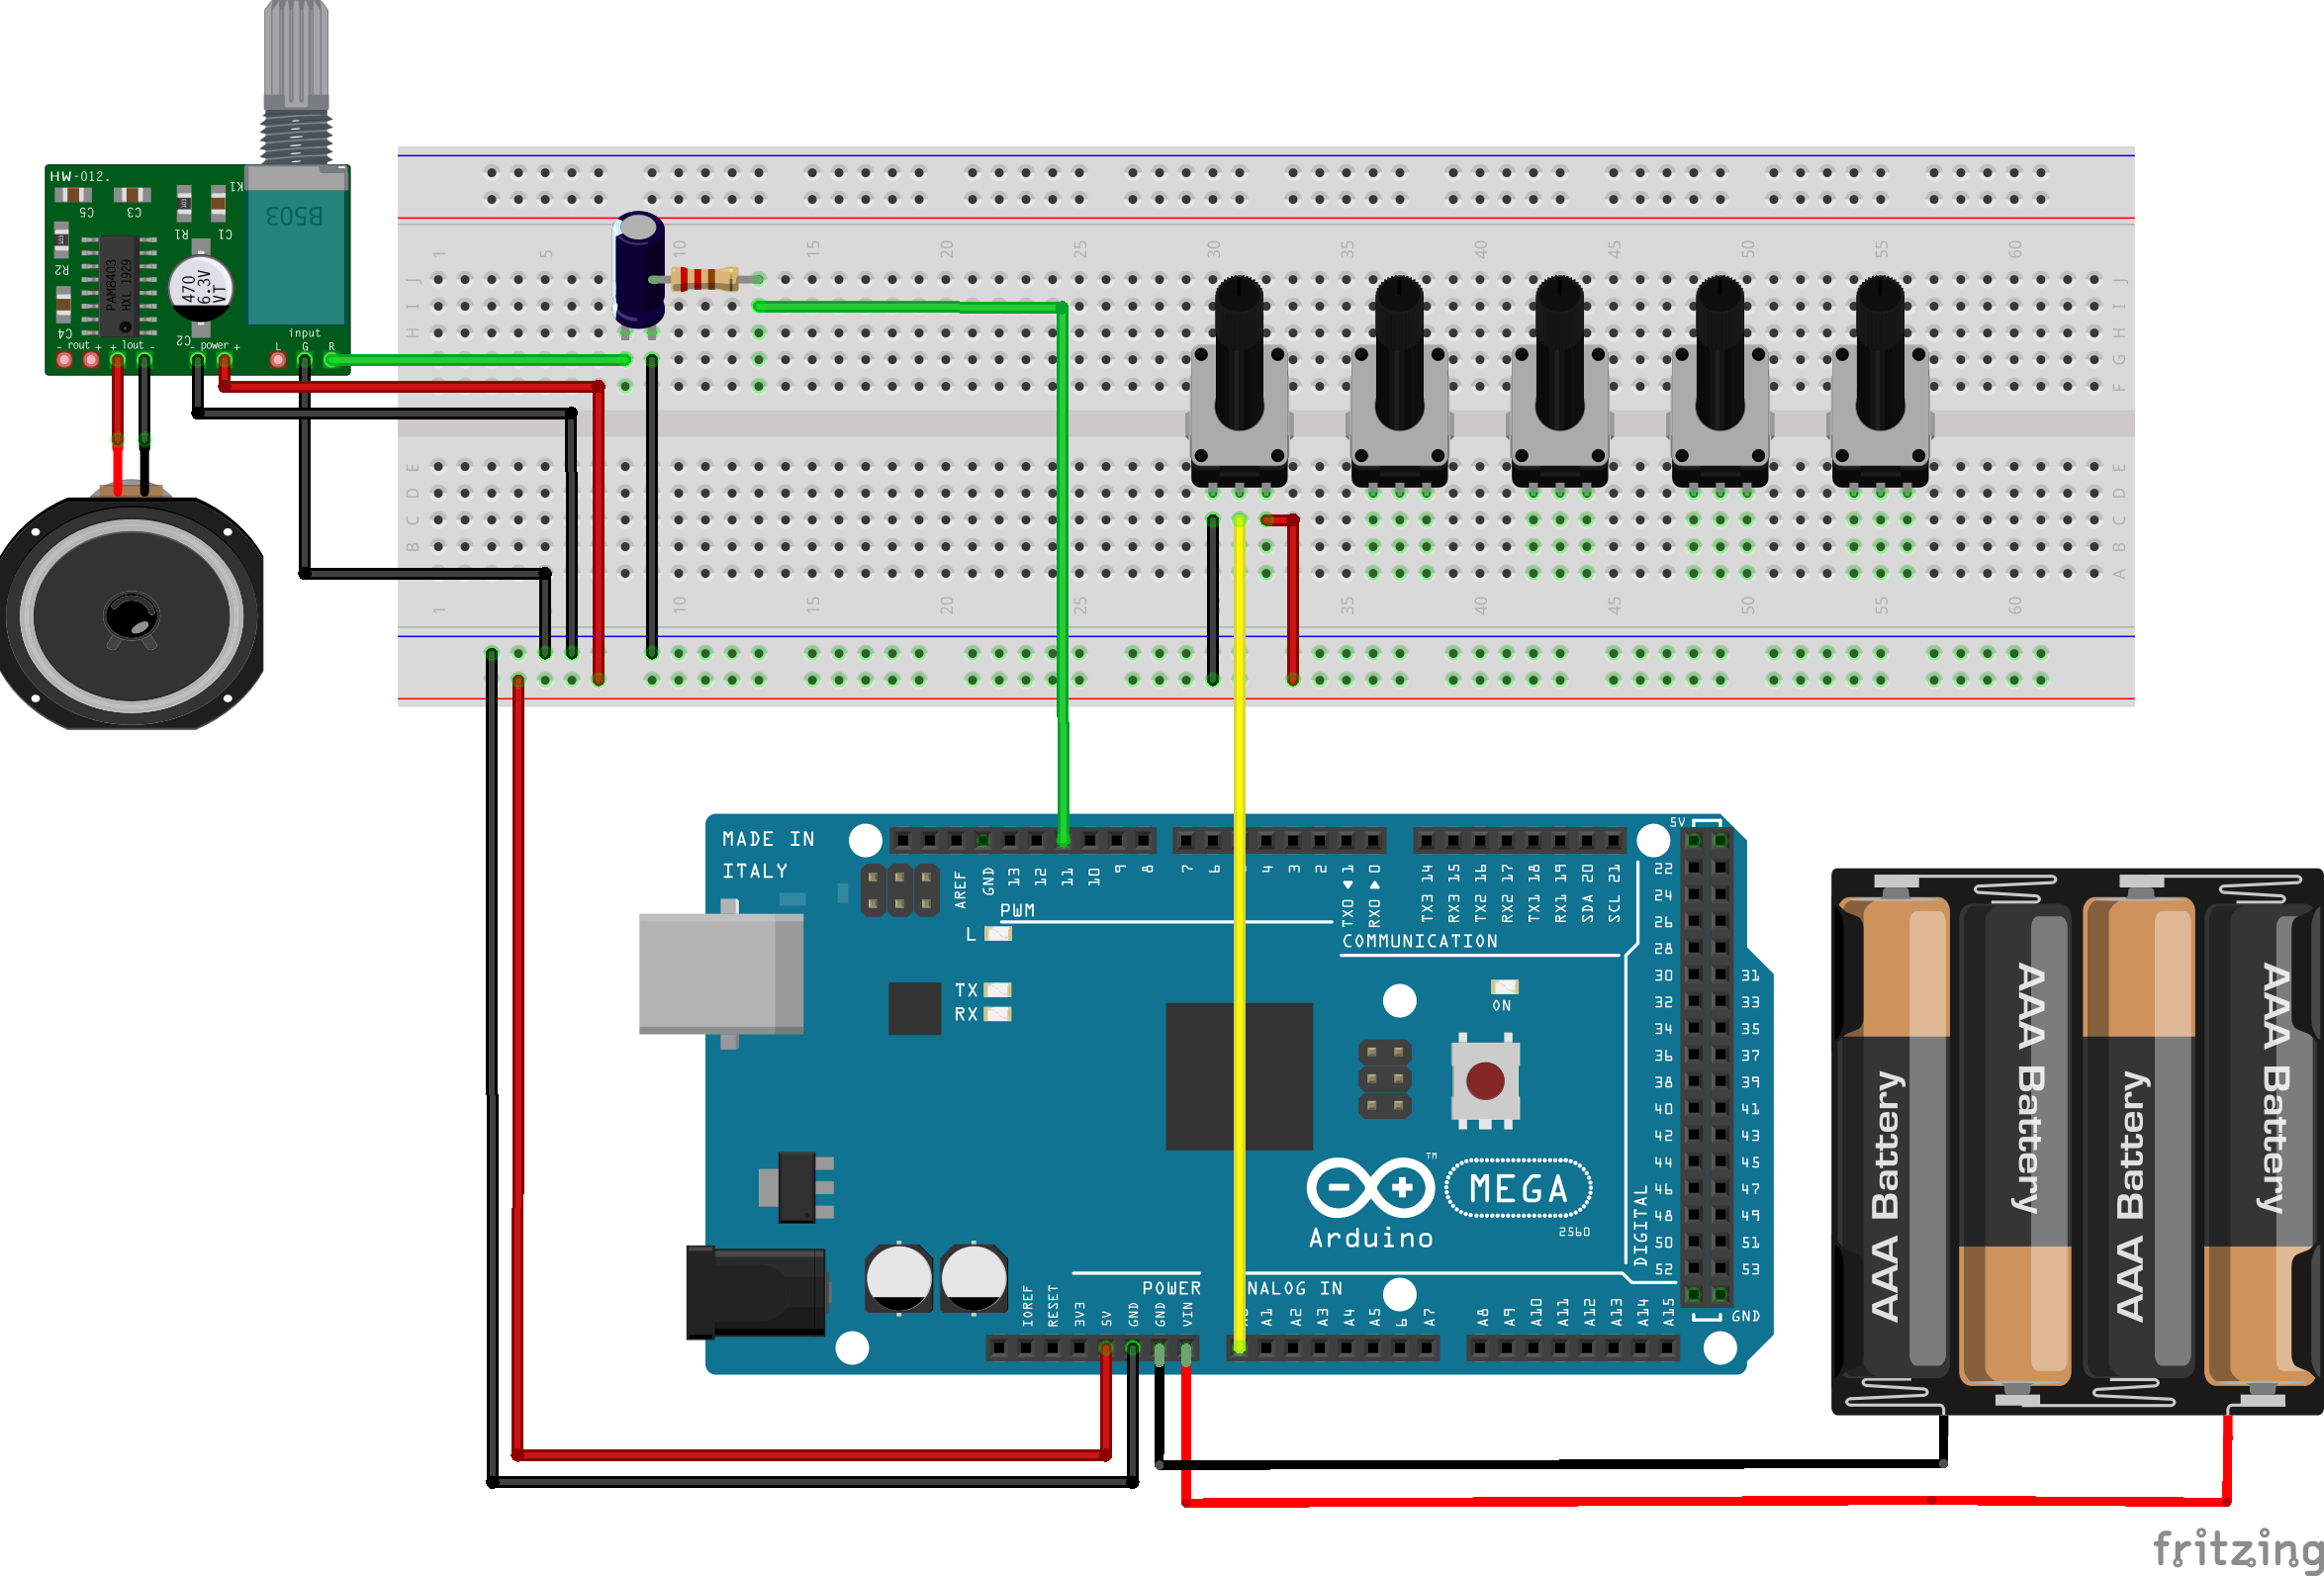 HW-012.
K1
C5
C3
R1
C1
B503
R2
PAM8403
HXL 1929
470
6.3V
VT
C4
C2
input
- rout + + lout - - power + L G R
1 5 10 15 20 25 30 35 40 45 50 55 60
J J
I I
H H
G G
F F
E E
D D
C C
B B
A A
1 10 15 20 25 35 40 45 50 55 60
MADE IN
ITALY
AREF
GND
13
12
11
10
9
8
7
6
4
3
2
TX0 1
RX0 0
TX3 14
RX3 15
TX2 16
RX2 17
TX1 18
RX1 19
SDA 20
SCL 21
PWM
COMMUNICATION
L
TX
RX
ON
5V
22
24
26
28
30 31
32 33
34 35
36 37
38 39
40 41
42 43
44 45
46 47
48 49
50 51
52 53
GND
DIGITAL
TM
MEGA
Arduino
2560
POWER
NALOG IN
IOREF
RESET
3V3
5V
GND
GND
VIN
A1
A2
A3
A4
A5
6
A7
A8
A9
A10
A11
A12
A13
A14
A15
AAA Battery
AAA Battery
AAA Battery
AAA Battery
fritzing